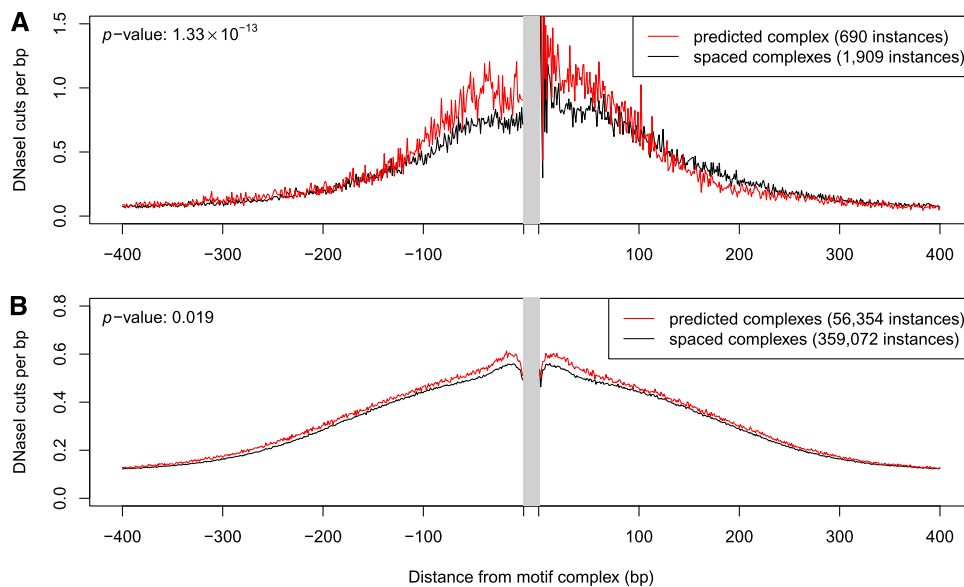 A
p−value: 1.33×10−13
predicted complex (690 instances)
spaced complexes (1,909 instances)
DNaseI cuts per bp
1.5
1.0
0.5
0.0
−400 −300 −200 −100 100 200 300 400
B
p−value: 0.019
predicted complexes (56,354 instances)
spaced complexes (359,072 instances)
DNaseI cuts per bp
0.8
0.6
0.4
0.2
0.0
−400 −300 −200 −100 100 200 300 400
Distance from motif complex (bp)